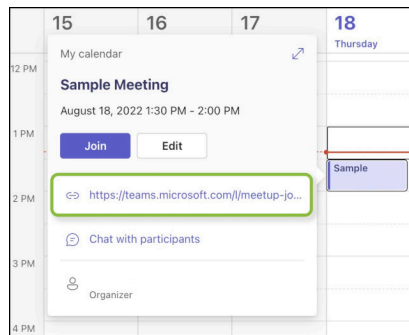 15 16 17 18
Thursday
My calendar
12 PM
Sample Meeting
August 18, 2022 1:30 PM - 2:00 PM
1 PM
Join Edit
Sample
https://teams.microsoft.com/l/meetup-jo...
2 PM
Chat with participants
3 PM
Organizer
4 PM